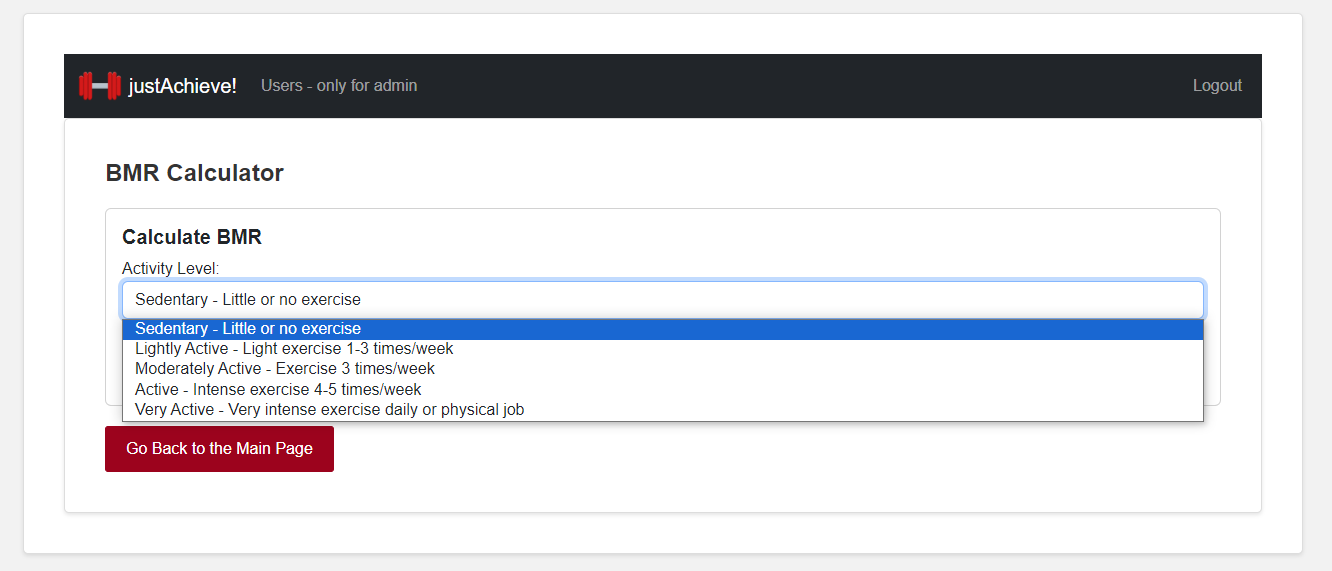 justAchieve! Users - only for admin Logout
BMR Calculator
Calculate BMR
Activity Level:
Sedentary - Little or no exercise
Sedentary - Little or no exercise
Lightly Active - Light exercise 1-3 times/week
Moderately Active - Exercise 3 times/week
Active - Intense exercise 4-5 times/week
Very Active - Very intense exercise daily or physical job
Go Back to the Main Page